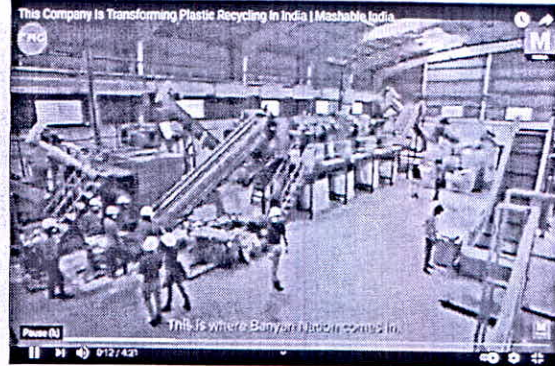 This Company Is Transforming Plastic Recycling In India | Mashable India
M
This is where Banyan Nation comes in.
Pause (k)
0:12 / 4:21